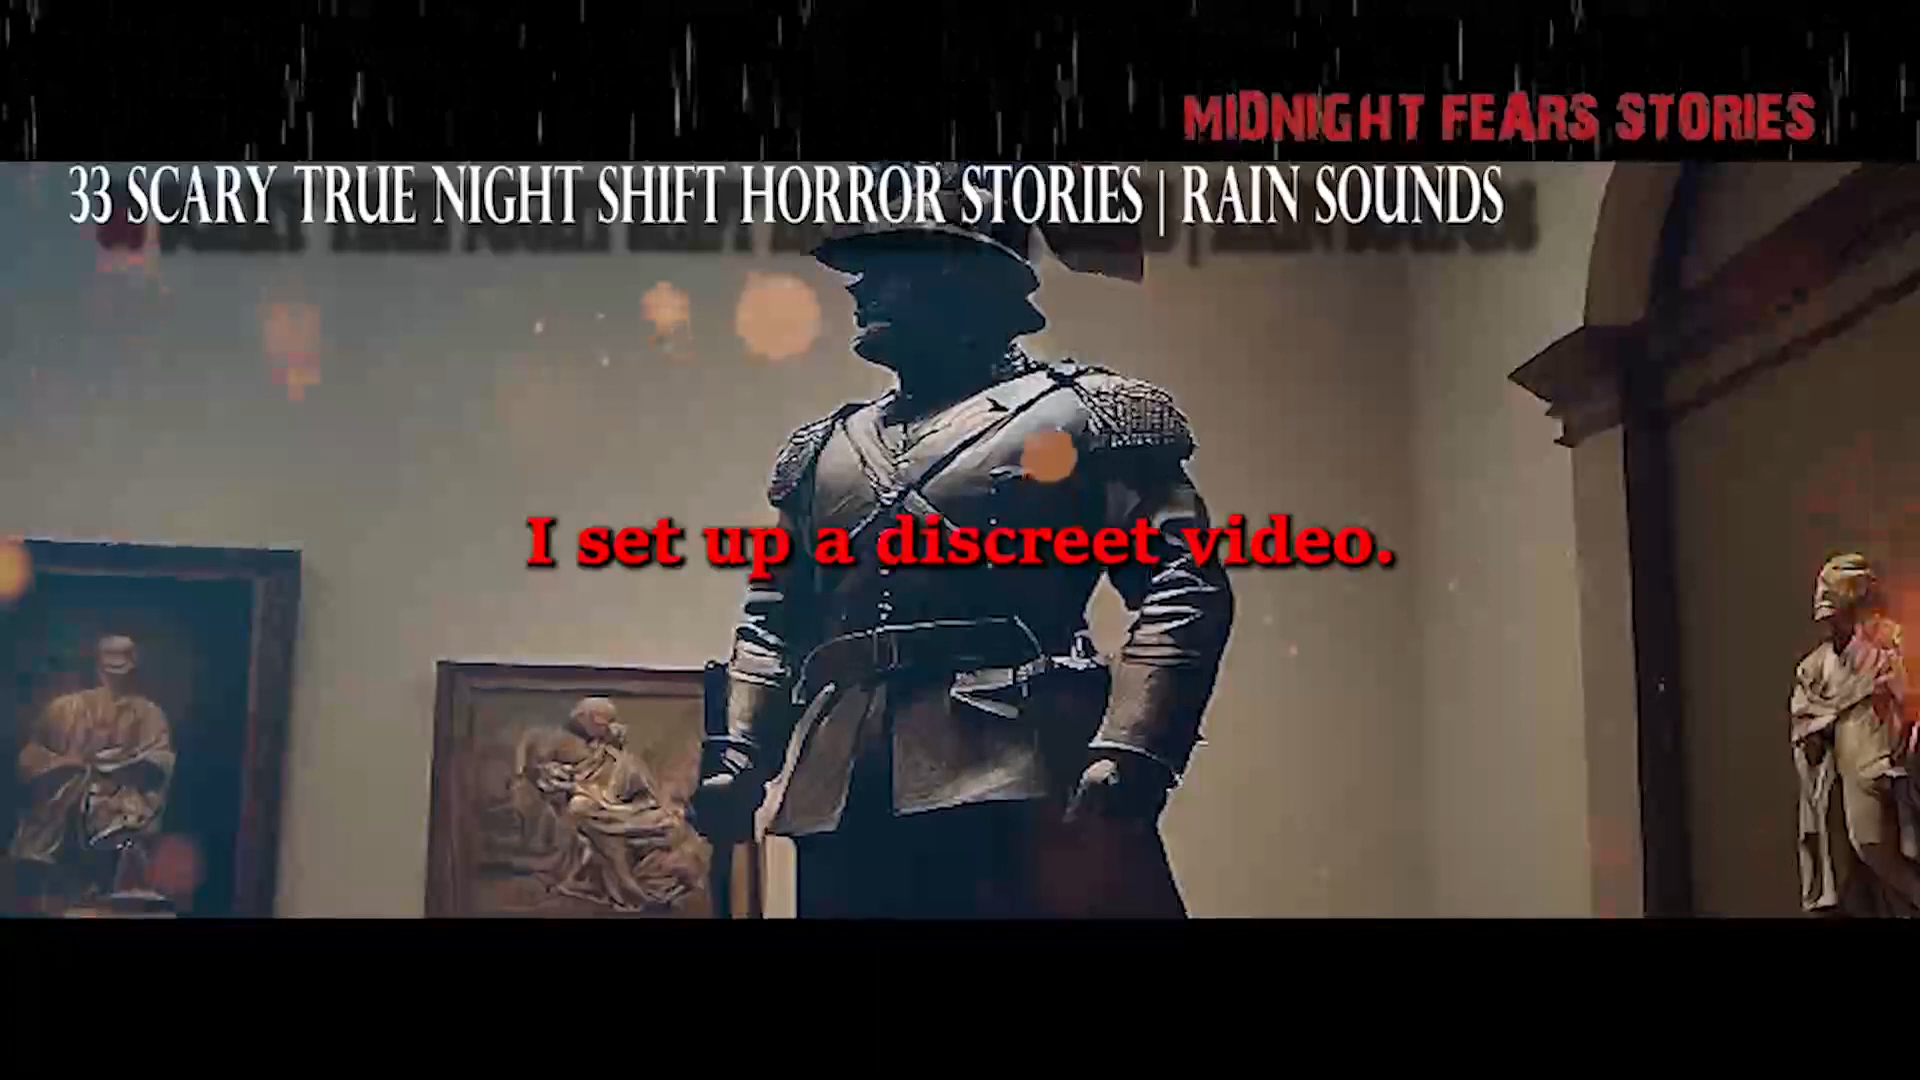 MIDNIGHT FEARS STORIES
33 SCARY TRUE NIGHT SHIFT HORROR STORIES | RAIN SOUNDS
I set up a discreet video.